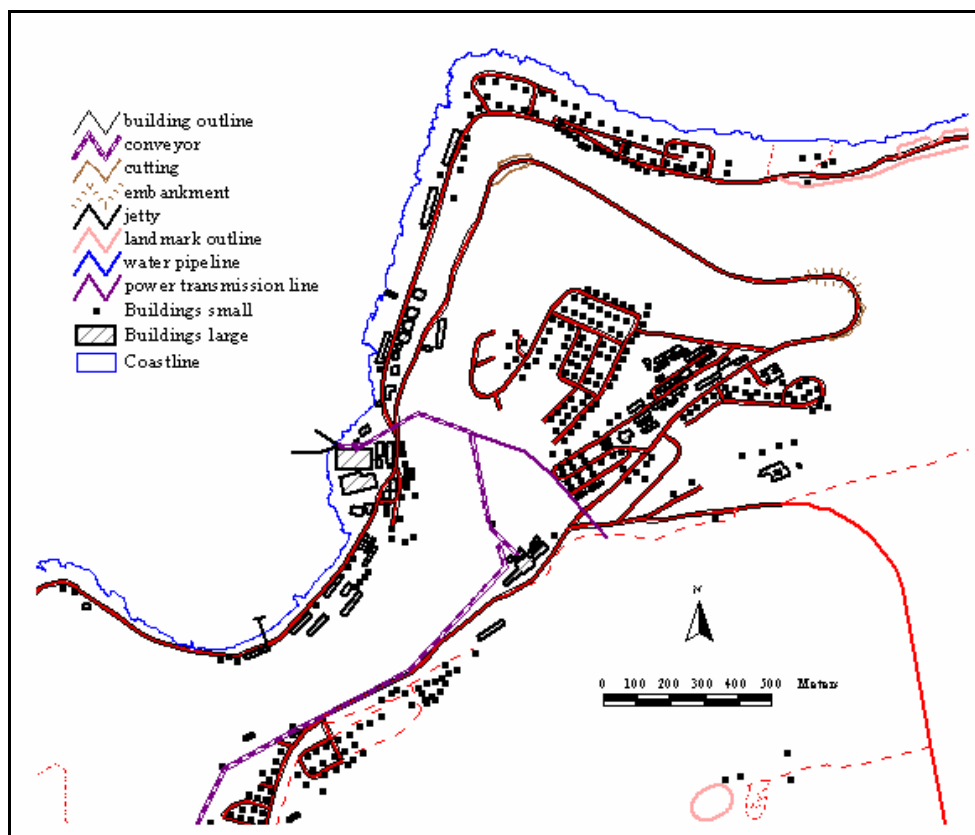 building outline
conveyor
cutting
embankment
jetty
landmark outline
water pipeline
power transmission line
Buildings small
Buildings large
Coastline
N
0 100 200 300 400 500 Meters